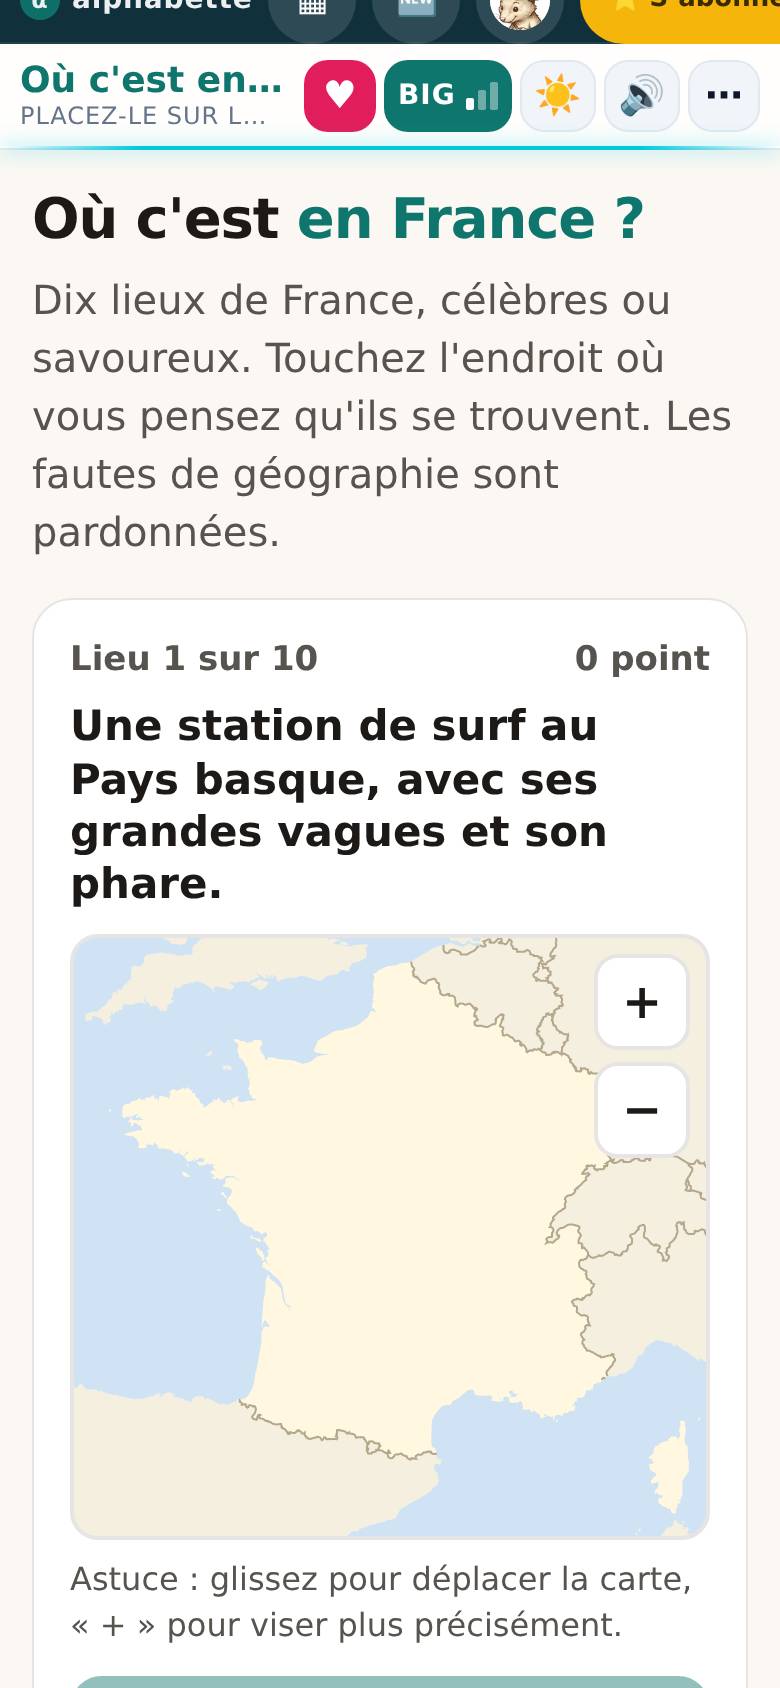 alphabette
NEW
S'abonne
Où c'est en...
PLACEZ-LE SUR L...
BIG
...
Où c'est en France ?
Dix lieux de France, célèbres ou
savoureux. Touchez l'endroit où
vous pensez qu'ils se trouvent. Les
fautes de géographie sont
pardonnées.
Lieu 1 sur 10
0 point
Une station de surf au
Pays basque, avec ses
grandes vagues et son
phare.
+
−
Astuce : glissez pour déplacer la carte,
« + » pour viser plus précisément.